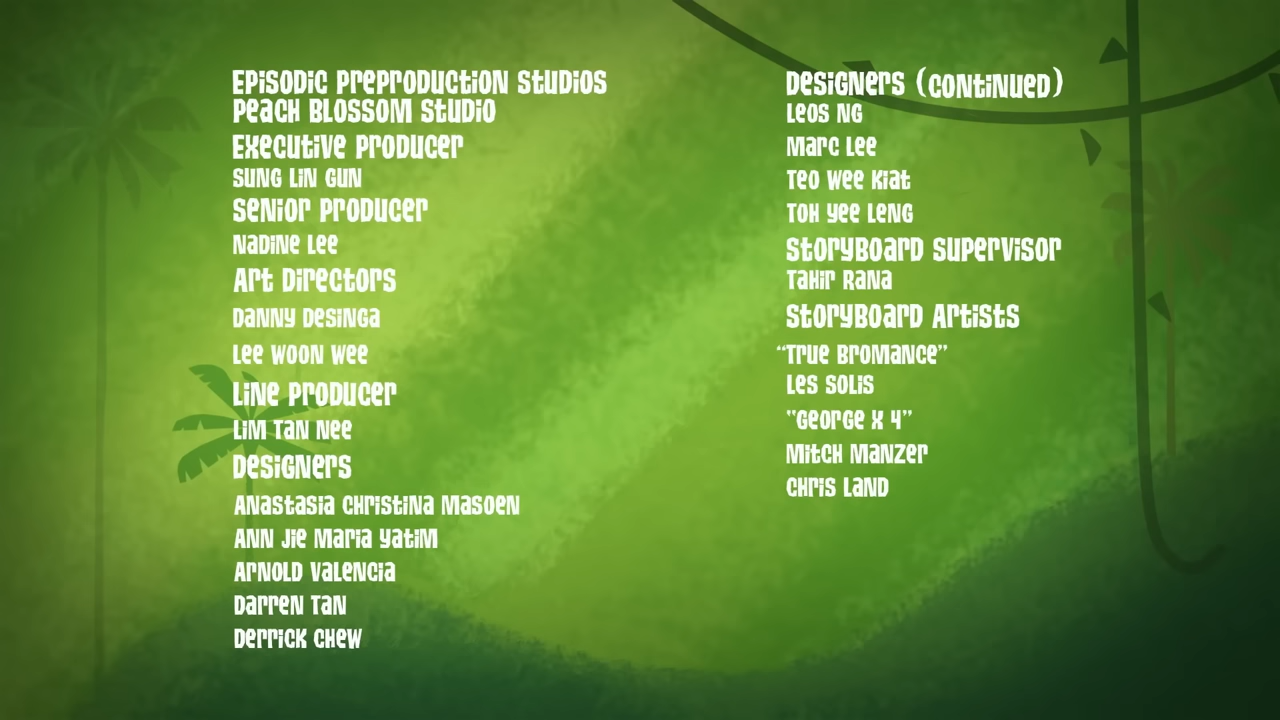 Episodic Preproduction Studios
Peach Blossom Studio
Executive Producer
Sung Lin Gun
Senior Producer
Nadine Lee
Art Directors
Danny Desinga
Lee Woon Wee
Line Producer
Lim Tan Nee
Designers
Anastasia Christina Masoen
Ann Jie Maria Yatim
Arnold Valencia
Darren Tan
Derrick Chew
Designers (continued)
Leos Ng
Marc Lee
Teo Wee Kiat
Toh Yee Leng
Storyboard Supervisor
Tahir Rana
Storyboard Artists
“True Bromance”
Les Solis
“George x 4”
Mitch Manzer
Chris Land